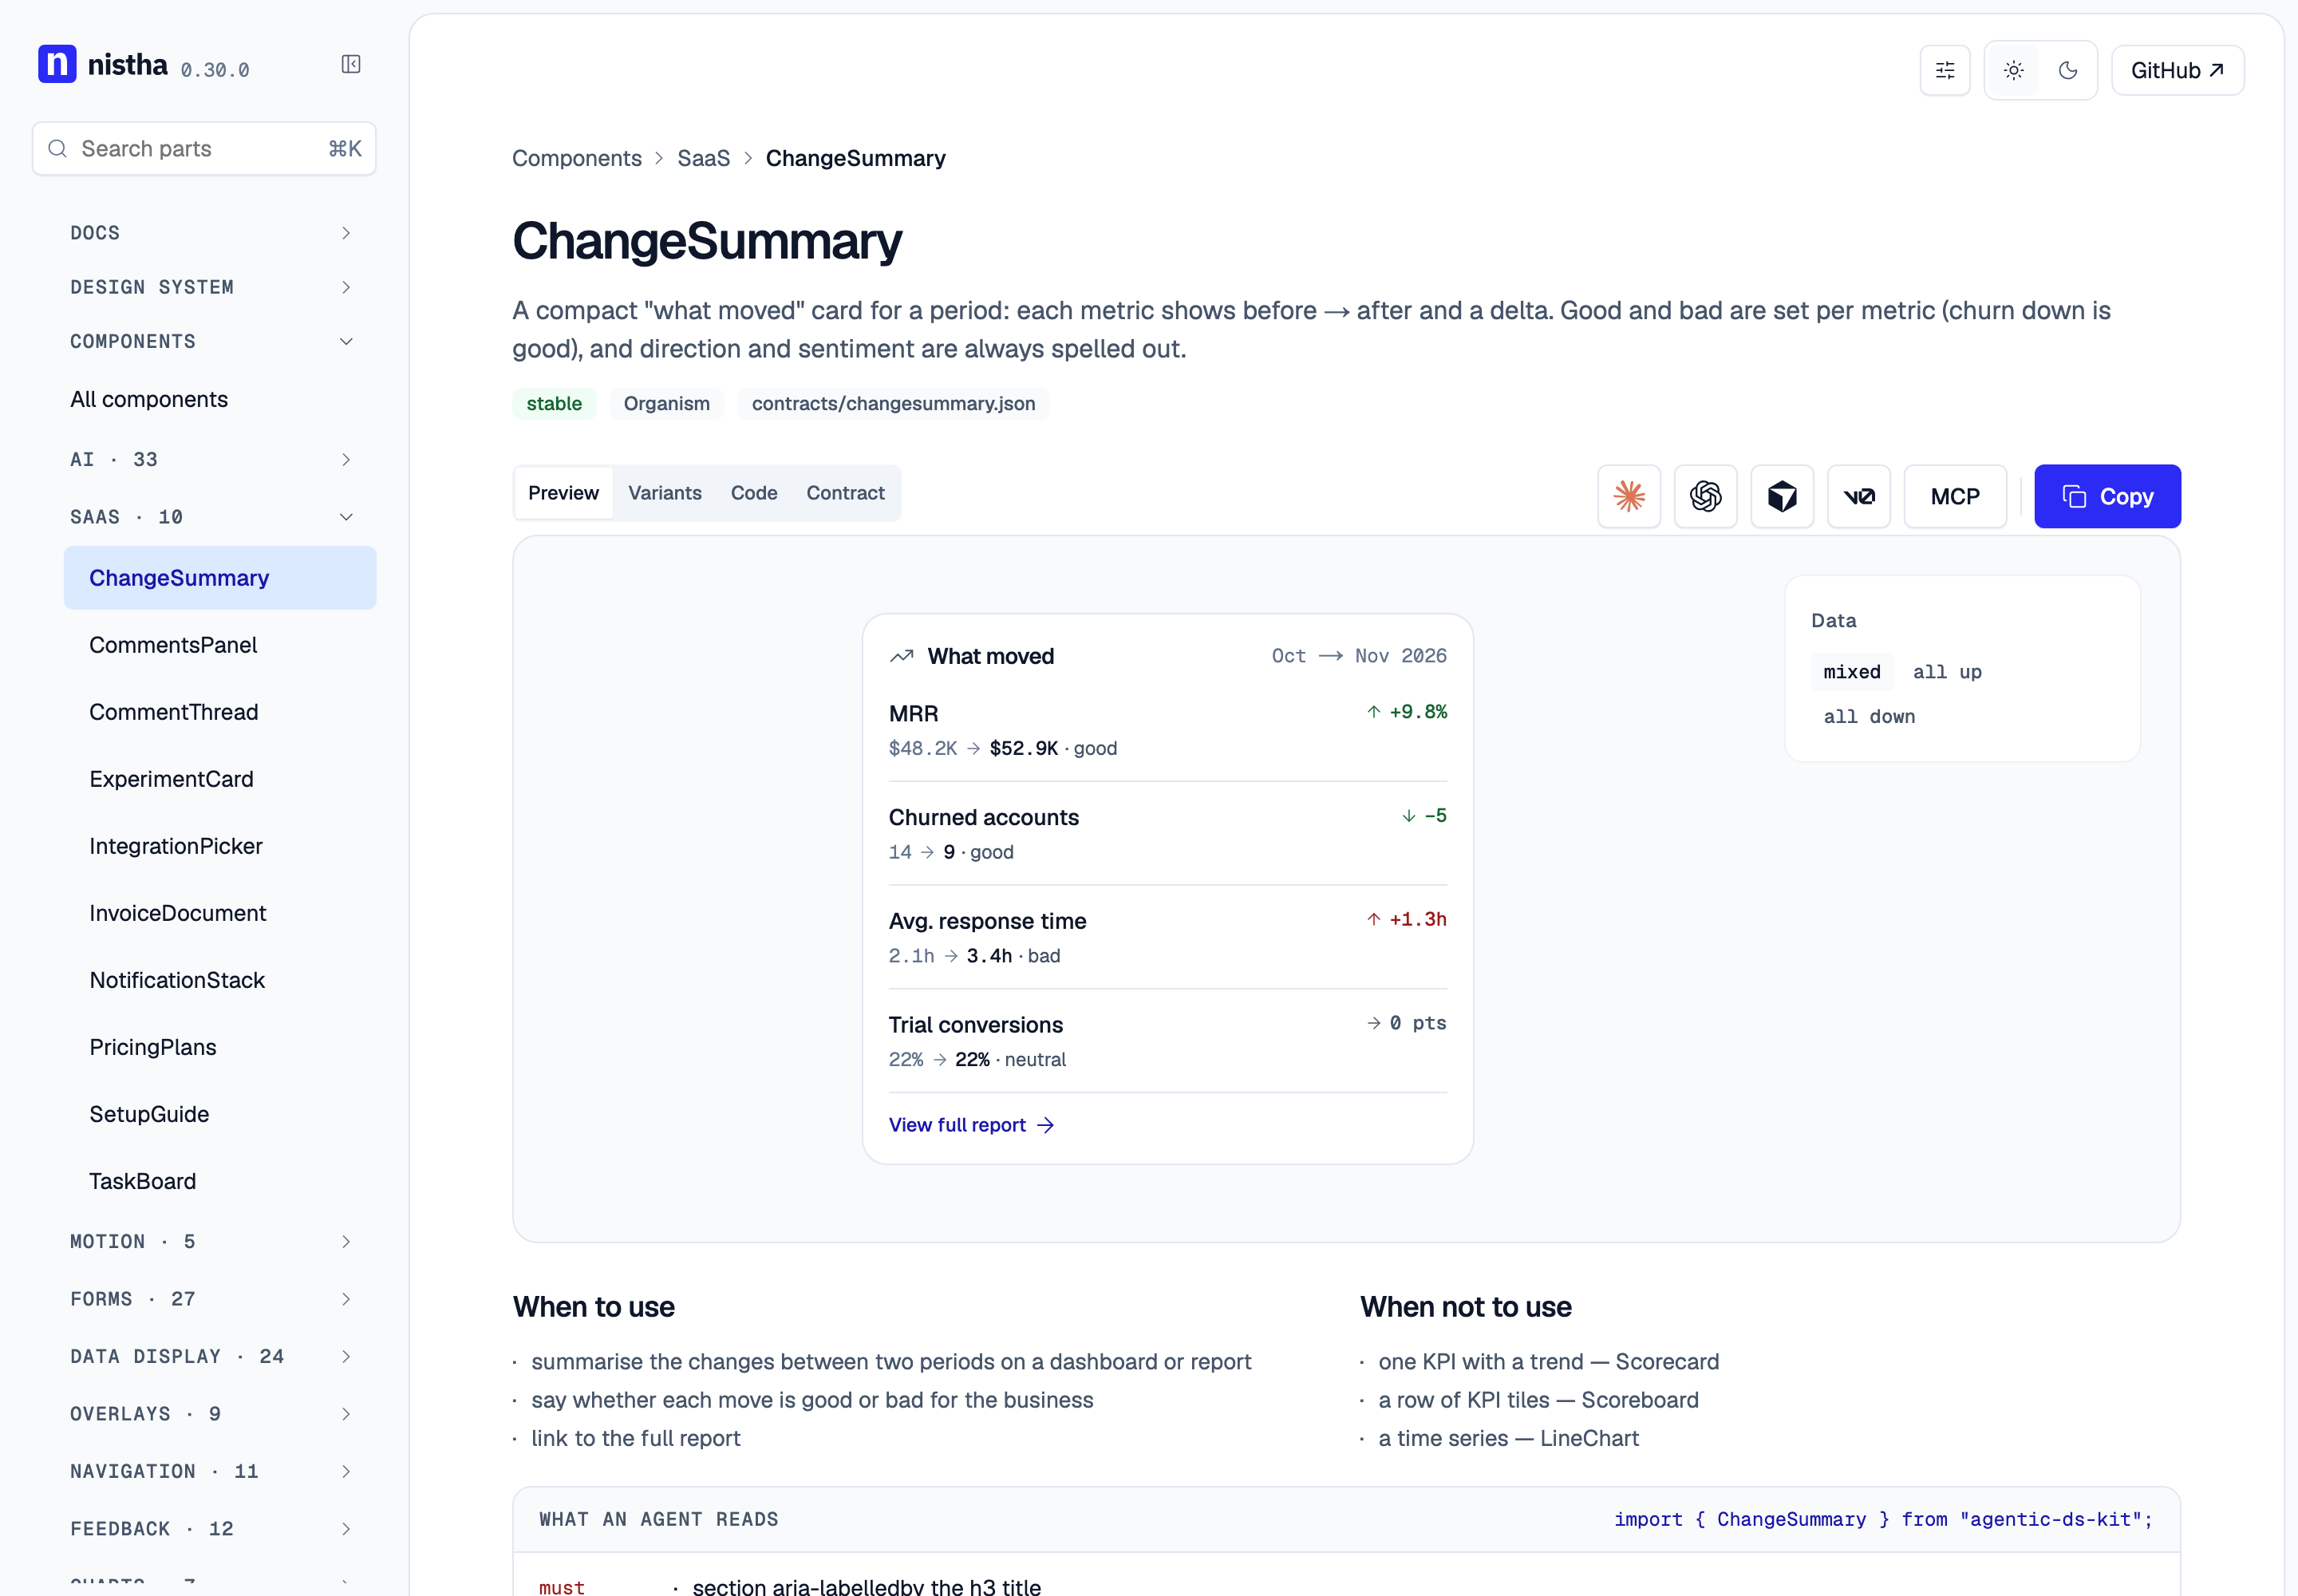 nistha 0.30.0
Search parts ⌘K
DOCS
DESIGN SYSTEM
COMPONENTS
All components
AI · 33
SAAS · 10
ChangeSummary
CommentsPanel
CommentThread
ExperimentCard
IntegrationPicker
InvoiceDocument
NotificationStack
PricingPlans
SetupGuide
TaskBoard
MOTION · 5
FORMS · 27
DATA DISPLAY · 24
OVERLAYS · 9
NAVIGATION · 11
FEEDBACK · 12
GitHub ↗
Components > SaaS > ChangeSummary
ChangeSummary
A compact "what moved" card for a period: each metric shows before → after and a delta. Good and bad are set per metric (churn down is
good), and direction and sentiment are always spelled out.
stable Organism contracts/changesummary.json
Preview Variants Code Contract
v0 MCP Copy
What moved Oct → Nov 2026
MRR ↑ +9.8%
$48.2K → $52.9K · good
Churned accounts ↓ −5
14 → 9 · good
Avg. response time ↑ +1.3h
2.1h → 3.4h · bad
Trial conversions → 0 pts
22% → 22% · neutral
View full report →
Data
mixed all up
all down
When to use
· summarise the changes between two periods on a dashboard or report
· say whether each move is good or bad for the business
· link to the full report
When not to use
· one KPI with a trend — Scorecard
· a row of KPI tiles — Scoreboard
· a time series — LineChart
WHAT AN AGENT READS import { ChangeSummary } from "agentic-ds-kit";
must · section aria-labelledby the h3 title